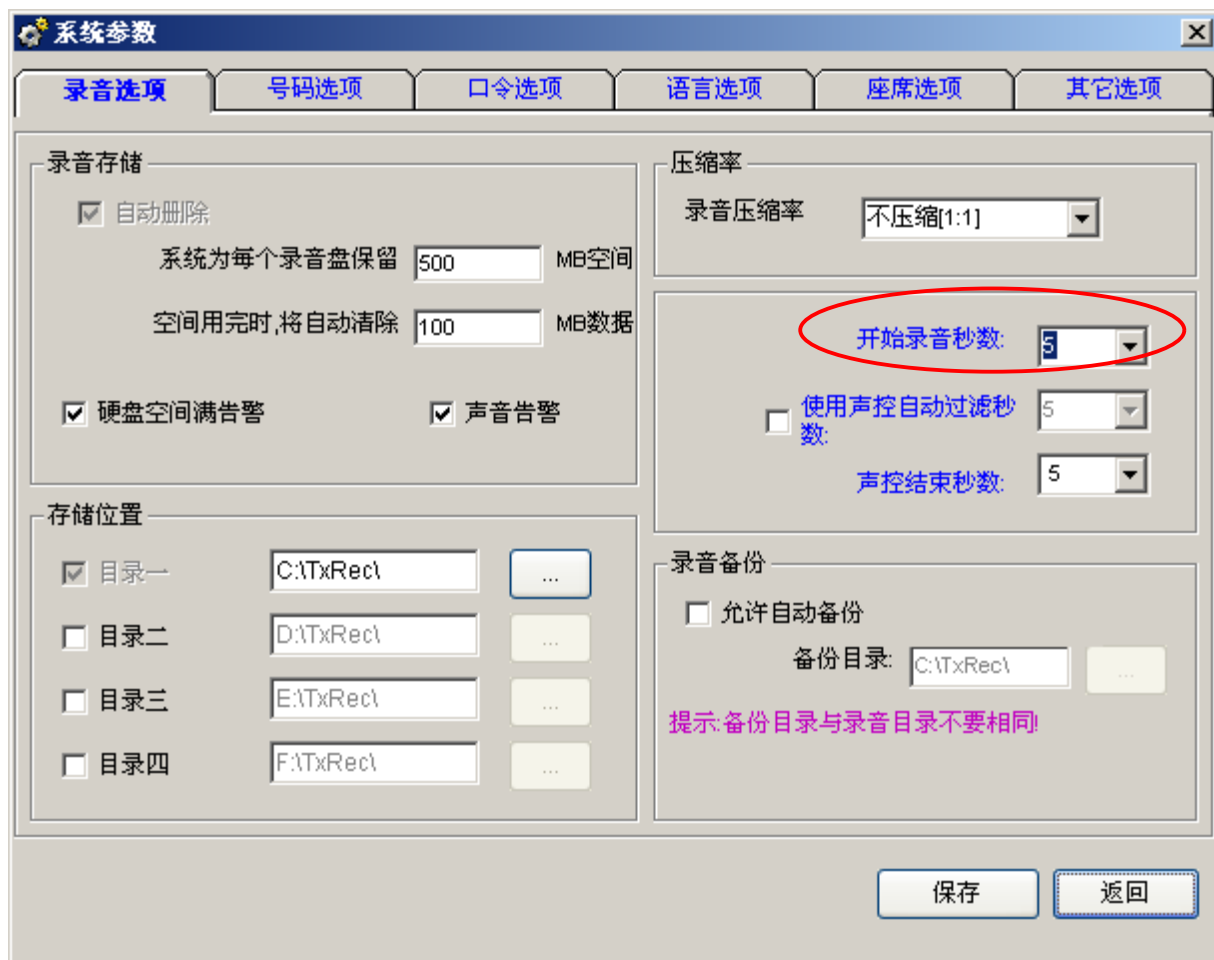 系统参数
录音选项
号码选项
口令选项
语言选项
座席选项
其它选项
录音存储
自动删除
系统为每个录音盘保留 500 MB空间
空间用完时,将自动清除 100 MB数据
硬盘空间满告警
声音告警
存储位置
目录一 C:\TxRec\ ...
目录二 D:\TxRec\ ...
目录三 E:\TxRec\ ...
目录四 F:\TxRec\ ...
压缩率
录音压缩率 不压缩[1:1]
开始录音秒数: 5
使用声控自动过滤秒 5
数:
声控结束秒数: 5
录音备份
允许自动备份
备份目录: C:\TxRec\ ...
提示:备份目录与录音目录不要相同!
保存
返回